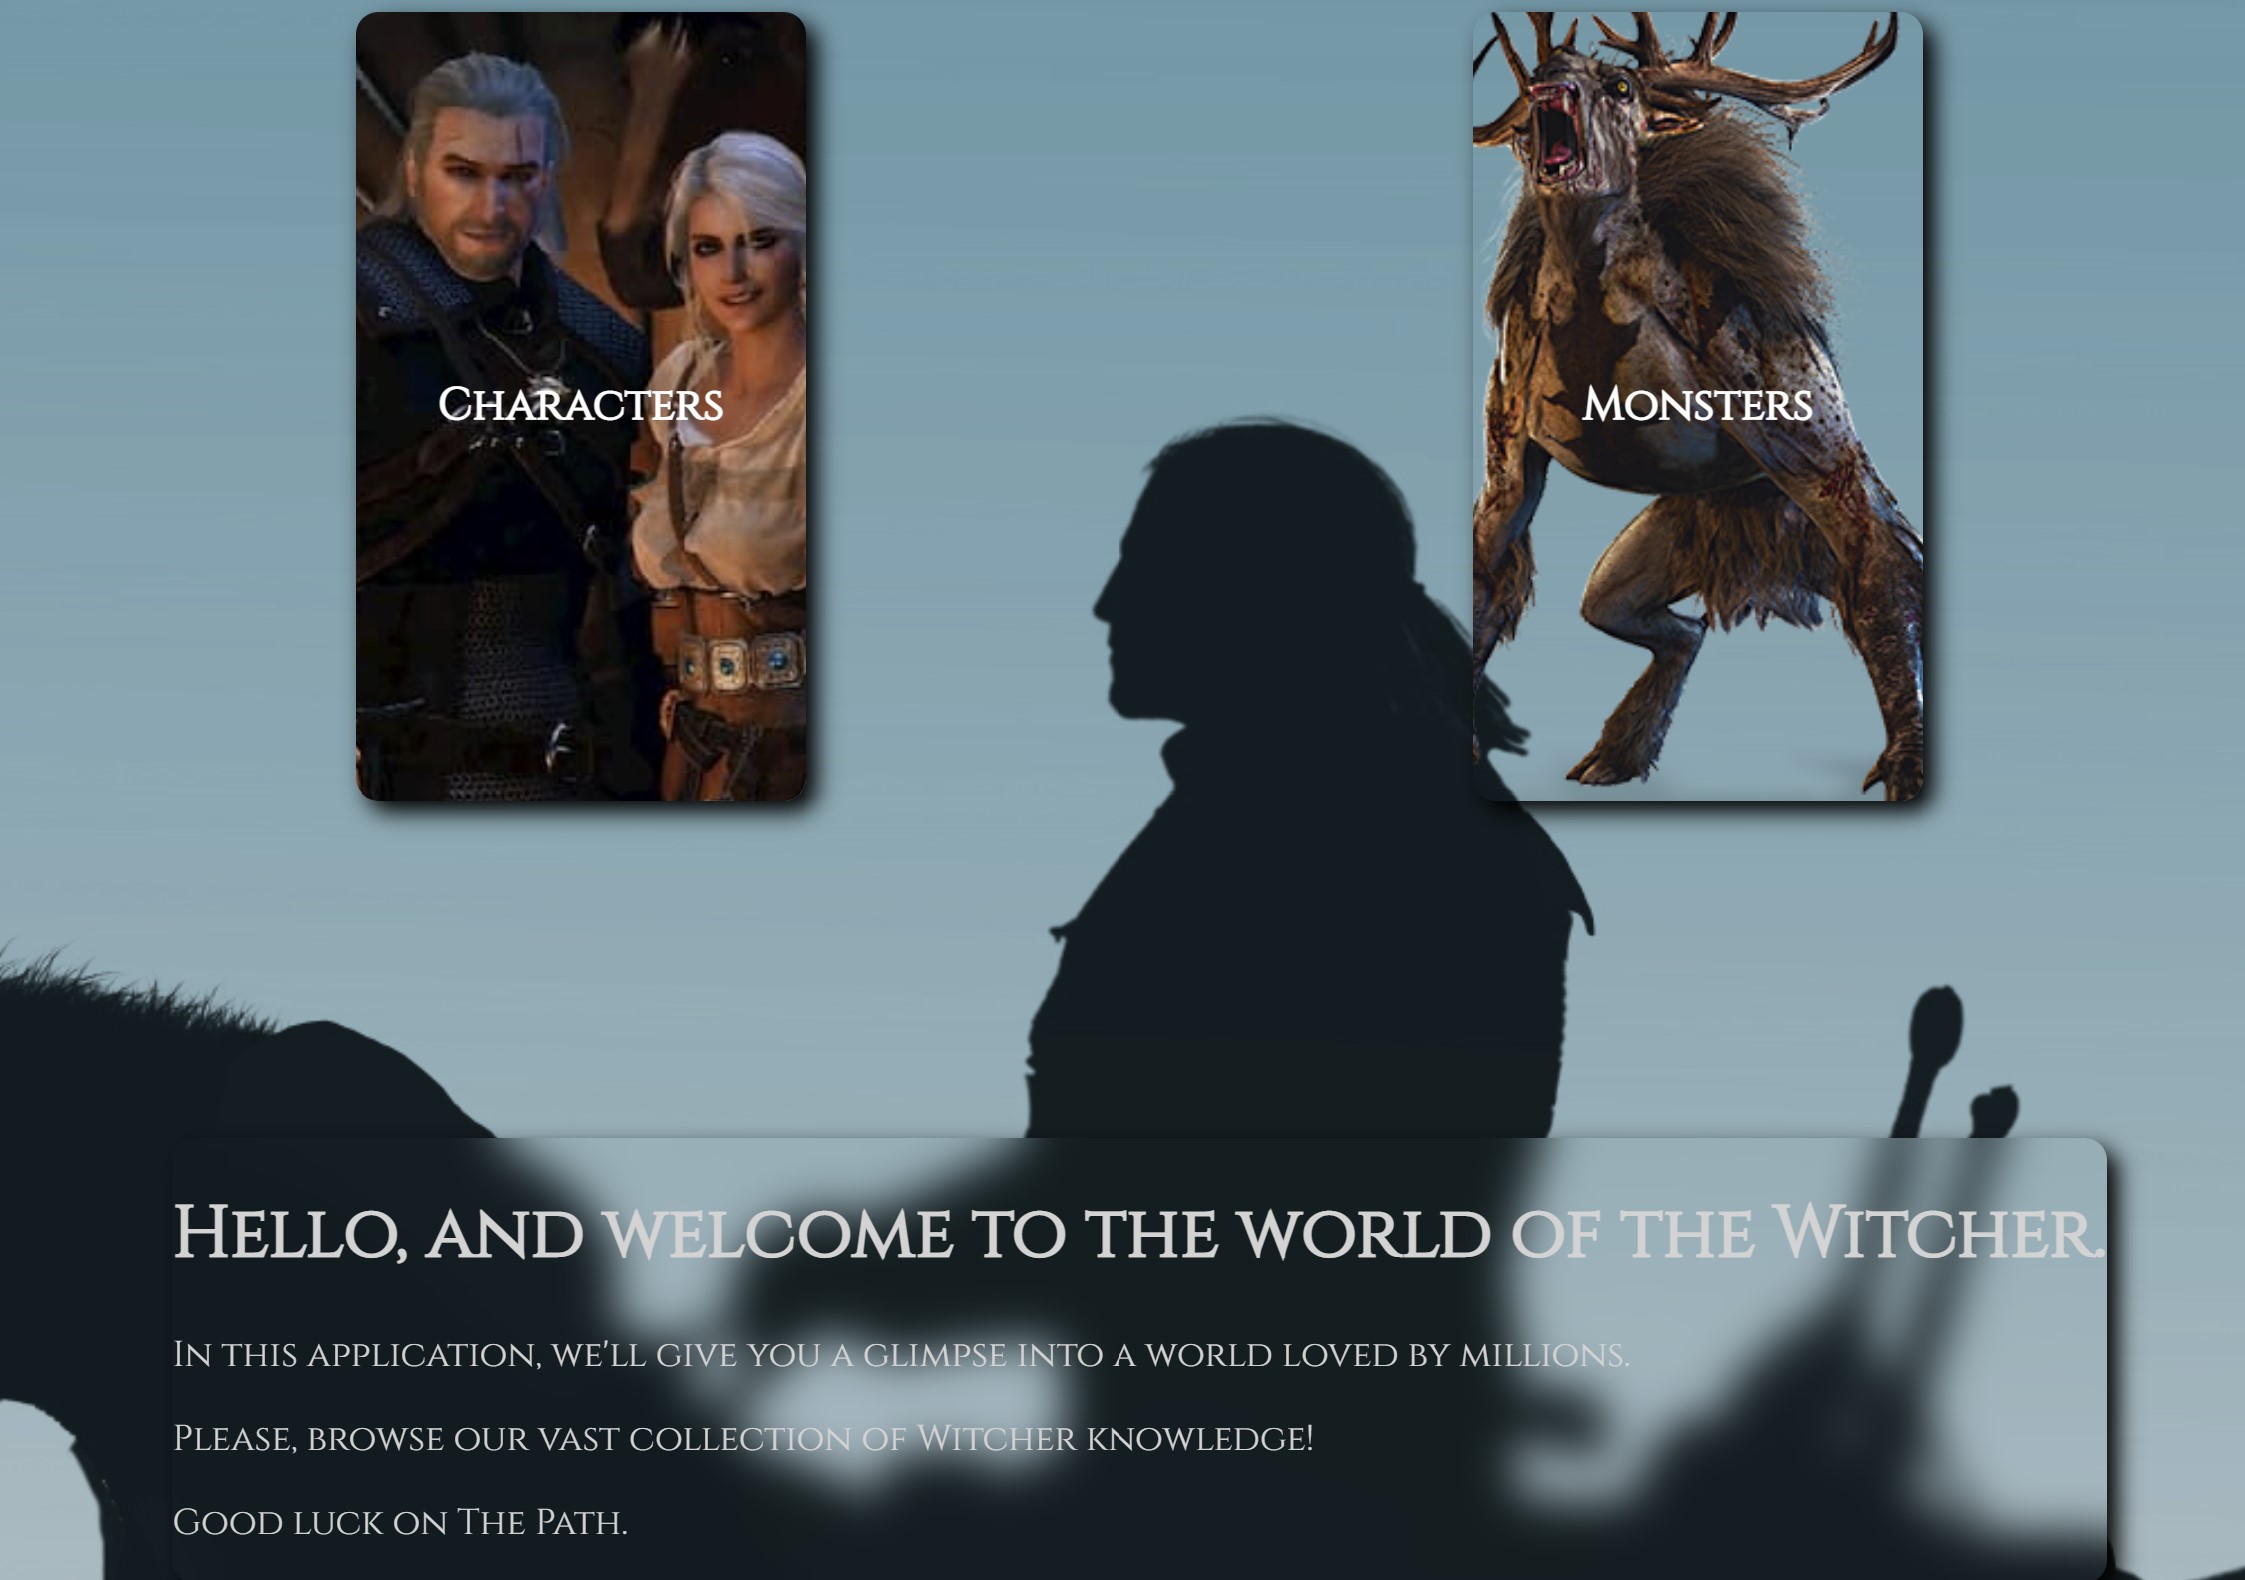 Characters
Monsters
Hello, and welcome to the world of the Witcher.
In this application, we'll give you a glimpse into a world loved by millions.
Please, browse our vast collection of Witcher knowledge!
Good luck on The Path.